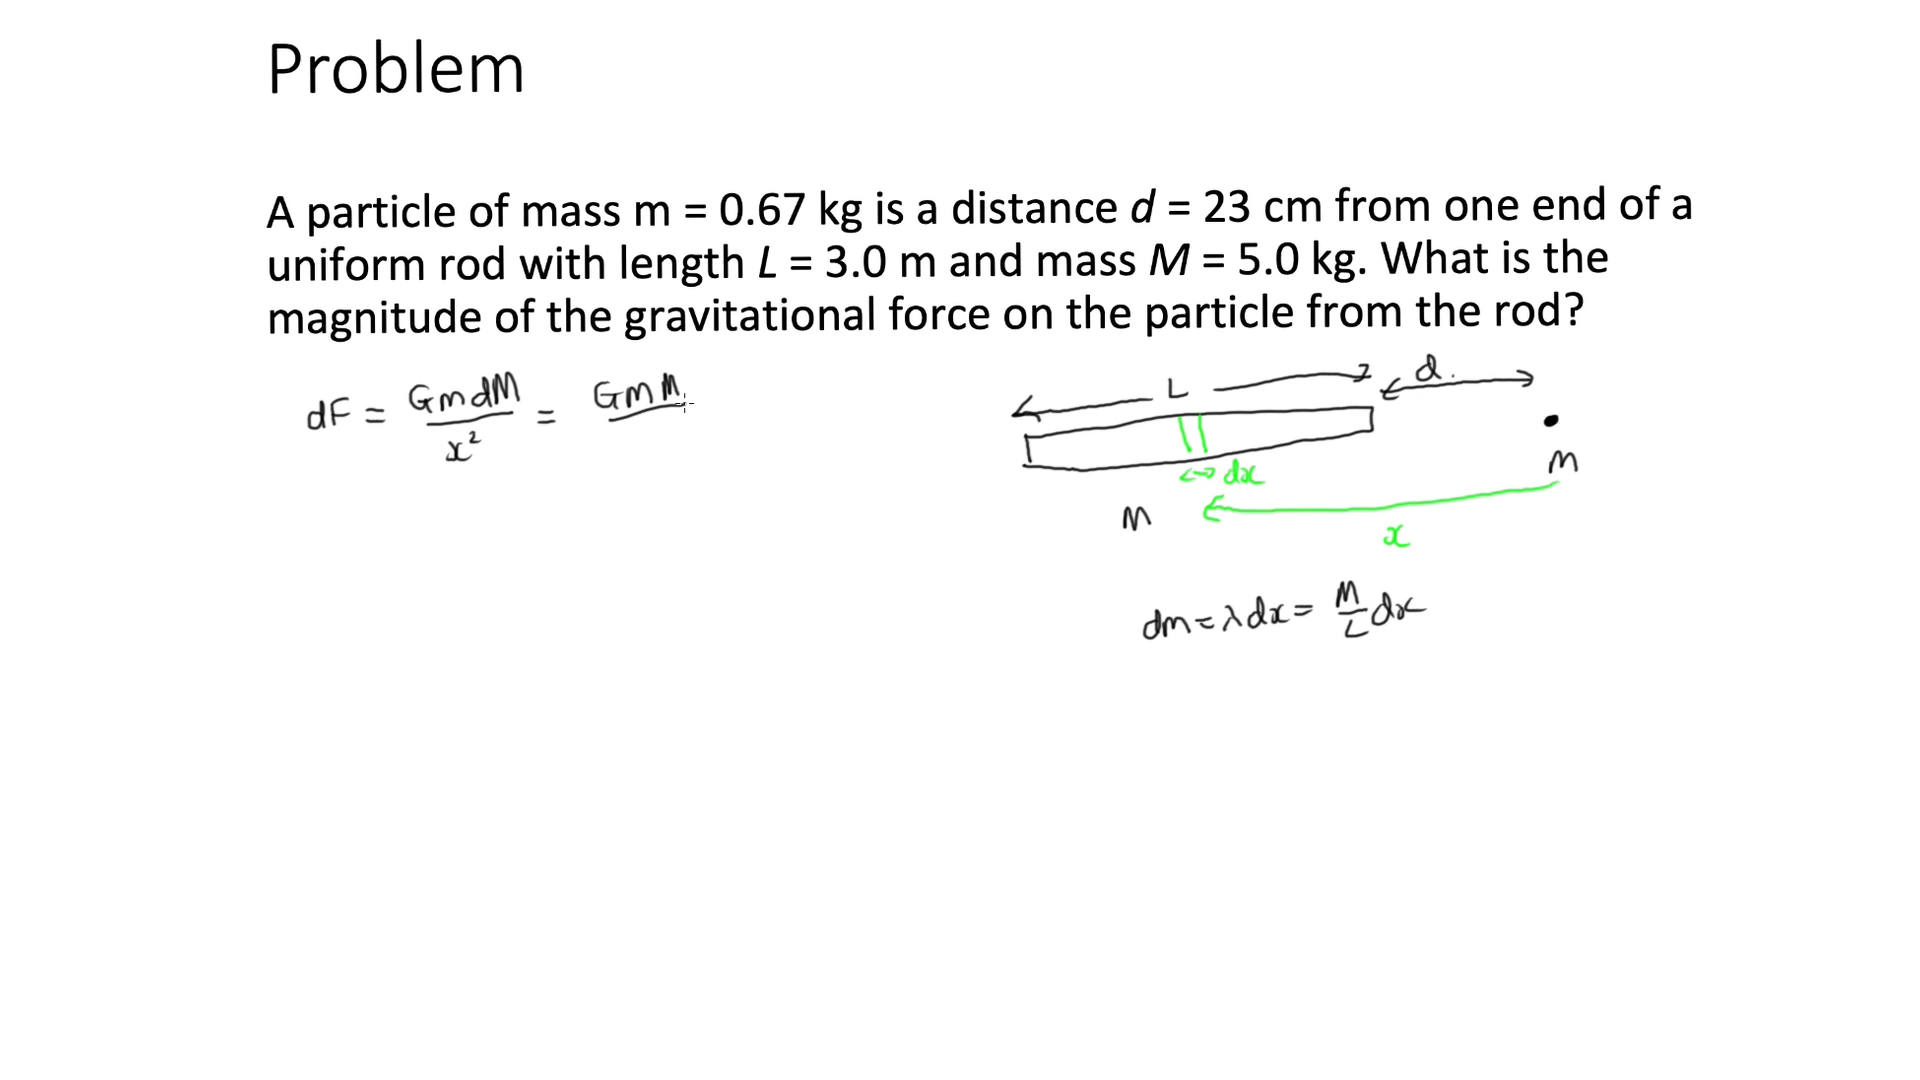 Problem
A particle of mass m = 0.67 kg is a distance d = 23 cm from one end of a
uniform rod with length L = 3.0 m and mass M = 5.0 kg. What is the
magnitude of the gravitational force on the particle from the rod?
dF = GmdM/x² = GmM
L
d.
dx
m
M
x
dm = λdx = M/L dx